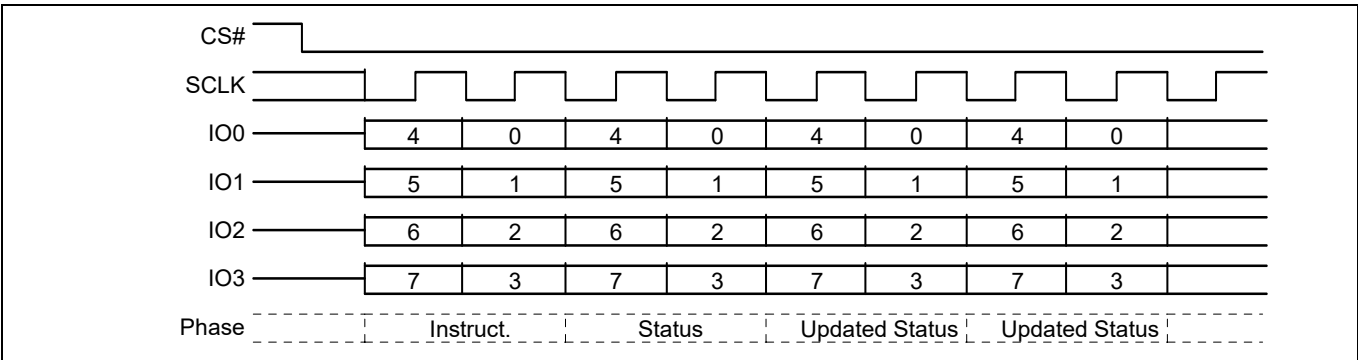 CS#
SCLK
IO0 4 0 4 0 4 0 4 0
IO1 5 1 5 1 5 1 5 1
IO2 6 2 6 2 6 2 6 2
IO3 7 3 7 3 7 3 7 3
Phase Instruct. Status Updated Status Updated Status